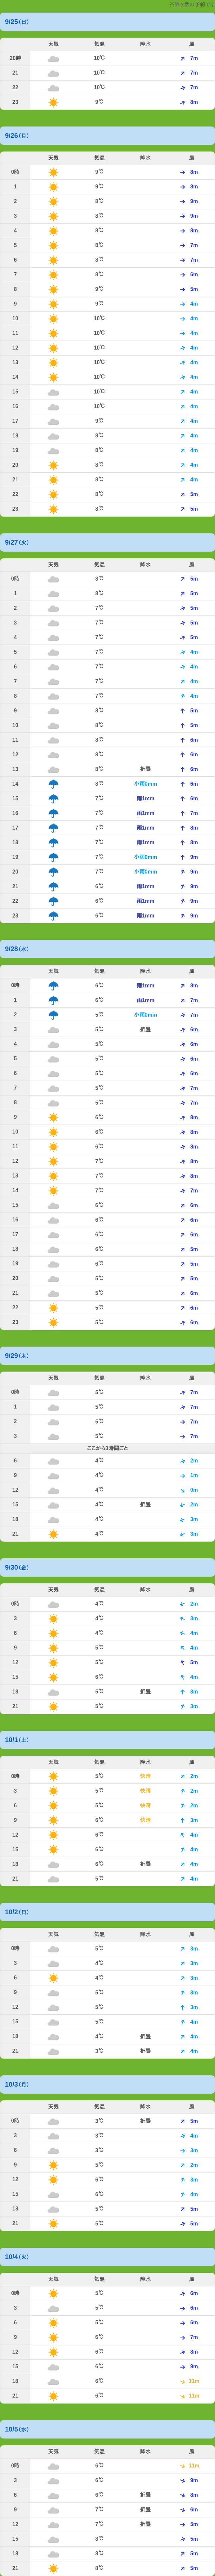 9/25(日)
天気 気温 降水 風
20時 10℃ 7m
21 10℃ 7m
22 10℃ 7m
23 9℃ 8m
9/26(月)
天気 気温 降水 風
0時 9℃ 8m
1 9℃ 8m
2 8℃ 9m
3 8℃ 9m
4 8℃ 8m
5 8℃ 7m
6 8℃ 7m
7 8℃ 6m
8 9℃ 5m
9 9℃ 4m
10 10℃ 4m
11 10℃ 4m
12 10℃ 4m
13 10℃ 4m
14 10℃ 4m
15 10℃ 4m
16 10℃ 4m
17 9℃ 4m
18 8℃ 4m
19 8℃ 4m
20 8℃ 4m
21 8℃ 4m
22 8℃ 5m
23 8℃ 5m
9/27(火)
天気 気温 降水 風
0時 8℃ 5m
1 8℃ 5m
2 7℃ 5m
3 7℃ 5m
4 7℃ 5m
5 7℃ 4m
6 7℃ 4m
7 7℃ 4m
8 7℃ 4m
9 8℃ 5m
10 8℃ 5m
11 8℃ 6m
12 8℃ 6m
13 8℃ 折畳 6m
14 8℃ 小雨0mm 6m
15 7℃ 雨1mm 6m
16 7℃ 雨1mm 7m
17 7℃ 雨1mm 8m
18 7℃ 雨1mm 8m
19 7℃ 小雨0mm 9m
20 7℃ 小雨0mm 9m
21 6℃ 雨1mm 9m
22 6℃ 雨1mm 9m
23 6℃ 雨1mm 9m
9/28(水)
天気 気温 降水 風
0時 6℃ 雨1mm 8m
1 6℃ 雨1mm 7m
2 5℃ 小雨0mm 7m
3 5℃ 折畳 6m
4 5℃ 6m
5 5℃ 6m
6 5℃ 6m
7 5℃ 7m
8 5℃ 7m
9 6℃ 8m
10 6℃ 8m
11 6℃ 8m
12 7℃ 8m
13 7℃ 8m
14 7℃ 7m
15 6℃ 6m
16 6℃ 6m
17 6℃ 6m
18 6℃ 5m
19 6℃ 5m
20 5℃ 5m
21 5℃ 6m
22 5℃ 6m
23 5℃ 6m
9/29(木)
天気 気温 降水 風
0時 5℃ 7m
1 5℃ 7m
2 5℃ 7m
3 5℃ 7m
ここから3時間ごと
6 4℃ 2m
9 4℃ 1m
12 4℃ 0m
15 4℃ 折畳 2m
18 4℃ 3m
21 4℃ 3m
9/30(金)
天気 気温 降水 風
0時 4℃ 2m
3 4℃ 3m
6 4℃ 4m
9 5℃ 4m
12 5℃ 5m
15 6℃ 4m
18 5℃ 折畳 3m
21 5℃ 3m
10/1(土)
天気 気温 降水 風
0時 5℃ 快晴 2m
3 5℃ 快晴 2m
6 5℃ 快晴 2m
9 6℃ 快晴 3m
12 6℃ 4m
15 6℃ 4m
18 6℃ 折畳 4m
21 5℃ 4m
10/2(日)
天気 気温 降水 風
0時 5℃ 3m
3 4℃ 3m
6 4℃ 3m
9 5℃ 3m
12 5℃ 3m
15 5℃ 4m
18 4℃ 折畳 4m
21 3℃ 折畳 4m
10/3(月)
天気 気温 降水 風
0時 3℃ 折畳 5m
3 3℃ 4m
6 3℃ 3m
9 5℃ 2m
12 6℃ 3m
15 6℃ 4m
18 5℃ 5m
21 5℃ 5m
10/4(火)
天気 気温 降水 風
0時 5℃ 6m
3 5℃ 6m
6 5℃ 6m
9 6℃ 7m
12 6℃ 8m
15 6℃ 9m
18 6℃ 11m
21 6℃ 11m
10/5(水)
天気 気温 降水 風
0時 6℃ 11m
3 6℃ 9m
6 6℃ 折畳 8m
9 7℃ 折畳 6m
12 7℃ 折畳 5m
15 8℃ 5m
18 8℃ 5m
21 8℃ 5m